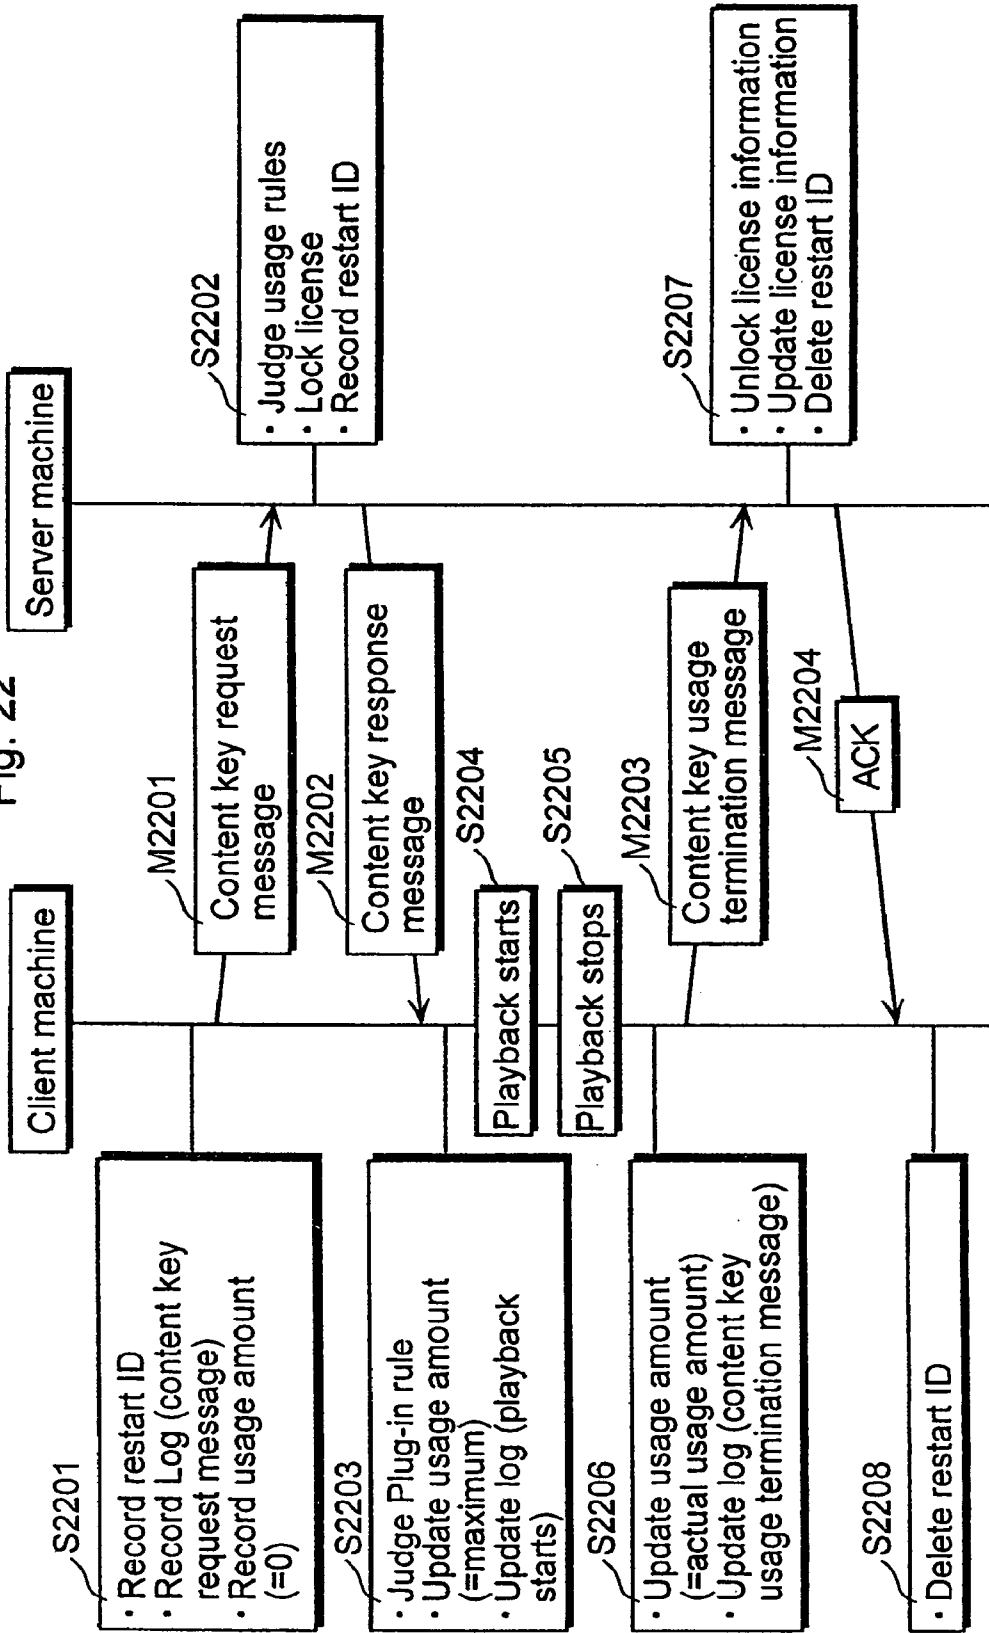 Fig. 22
Client machine
Server machine
S2201
· Record restart ID
· Record Log (content key
request message)
· Record usage amount
(=0)
M2201
Content key request
message
S2202
· Judge usage rules
· Lock license
· Record restart ID
M2202
Content key response
message
S2203
· Judge Plug-in rule
· Update usage amount
(=maximum)
· Update log (playback
starts)
S2204
Playback starts
S2205
Playback stops
S2206
· Update usage amount
(=actual usage amount)
· Update log (content key
usage termination message)
M2203
Content key usage
termination message
S2207
· Unlock license information
· Update license information
· Delete restart ID
M2204
ACK
S2208
· Delete restart ID